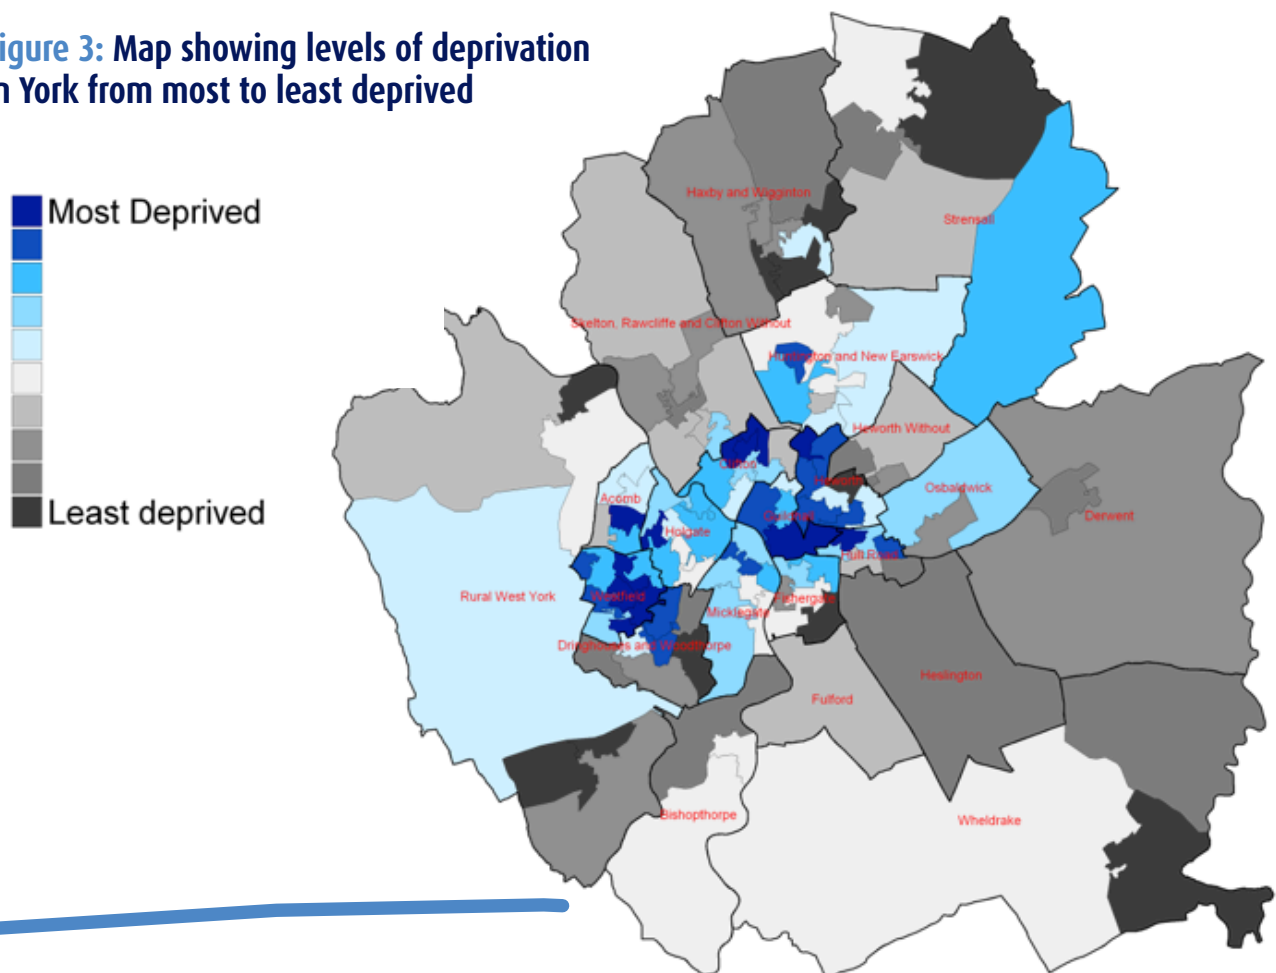 igure 3: Map showing levels of deprivation
n York from most to least deprived
Most Deprived
Least deprived
Haxby and Wigginton
Strensall
Skelton, Rawcliffe and Clifton Without
Huntington and New Earswick
Heworth Without
Clifton
Heworth
Osbaldwick
Acomb
Guildhall
Derwent
Holgate
Hull Road
Rural West York
Westfield
Fishergate
Micklegate
Dringhouses and Woodthorpe
Heslington
Fulford
Bishopthorpe
Wheldrake